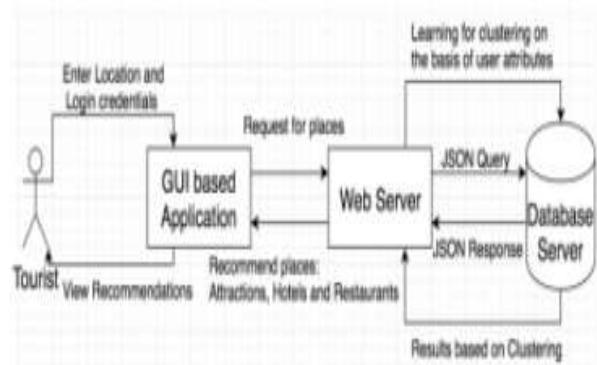 Learning for clustering on
the basis of user attributes
Enter Location and
Login credentials
Request for places
JSON Query
GUI based
Application
Web Server
Database
Server
JSON Response
Tourist
View Recommendations
Recommend places:
Attractions, Hotels and Restaurants
Results based on Clustering